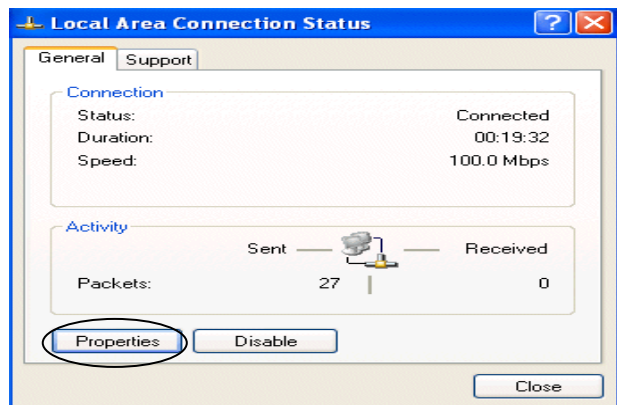 Local Area Connection Status
General Support
Connection
Status: Connected
Duration: 00:19:32
Speed: 100.0 Mbps
Activity
Sent Received
Packets: 27 0
Properties Disable
Close